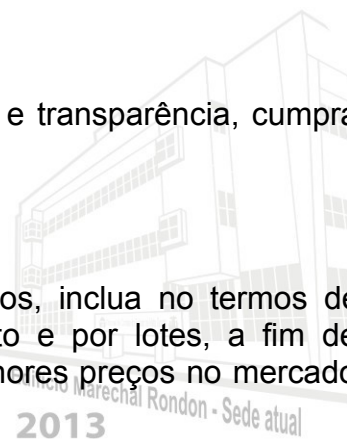 e transparência, cumpra
os, inclua no termos de
to e por lotes, a fim de
hores preços no mercado
Marechal Rondon - Sede atual
2013